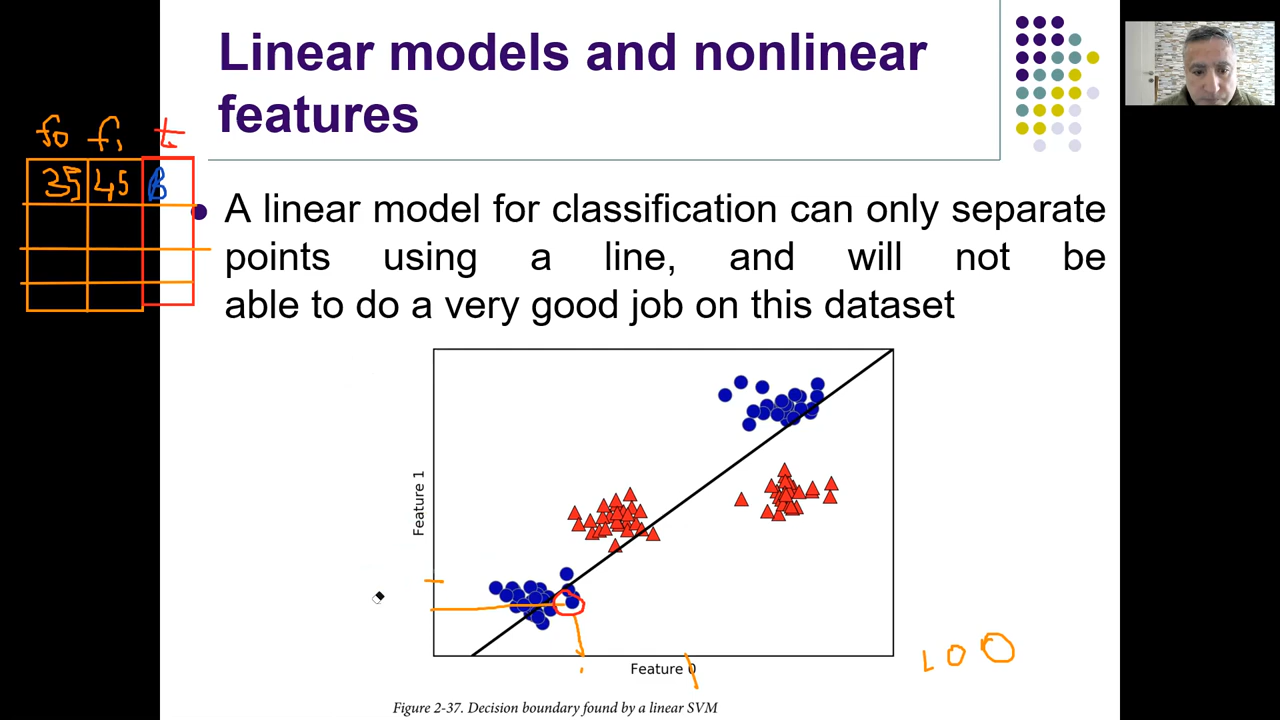 Linear models and nonlinear
features
f0 f1 t
35 45 B
• A linear model for classification can only separate
points using a line, and will not be
able to do a very good job on this dataset
Feature 1
Feature 0
100
Figure 2-37. Decision boundary found by a linear SVM